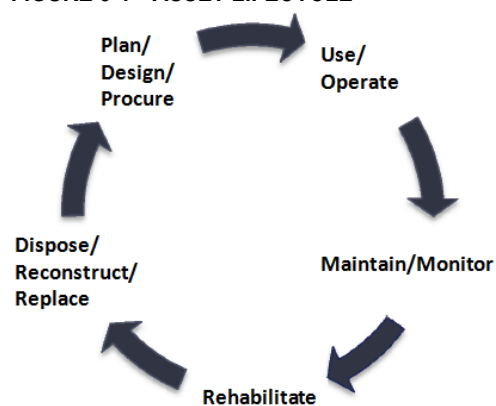 Plan/
Design/
Procure
Use/
Operate
Maintain/Monitor
Rehabilitate
Dispose/
Reconstruct/
Replace